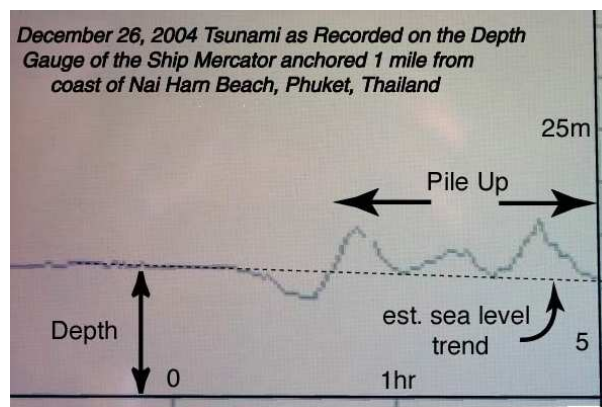 December 26, 2004 Tsunami as Recorded on the Depth
Gauge of the Ship Mercator anchored 1 mile from
coast of Nai Harn Beach, Phuket, Thailand
25m
Pile Up
est. sea level
trend
Depth
5
0
1hr